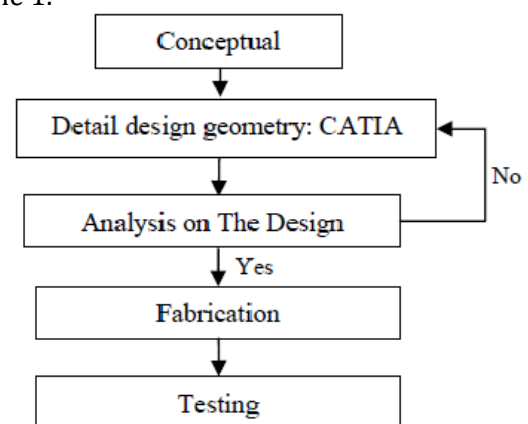 Conceptual
Detail design geometry: CATIA
No
Analysis on The Design
Yes
Fabrication
Testing